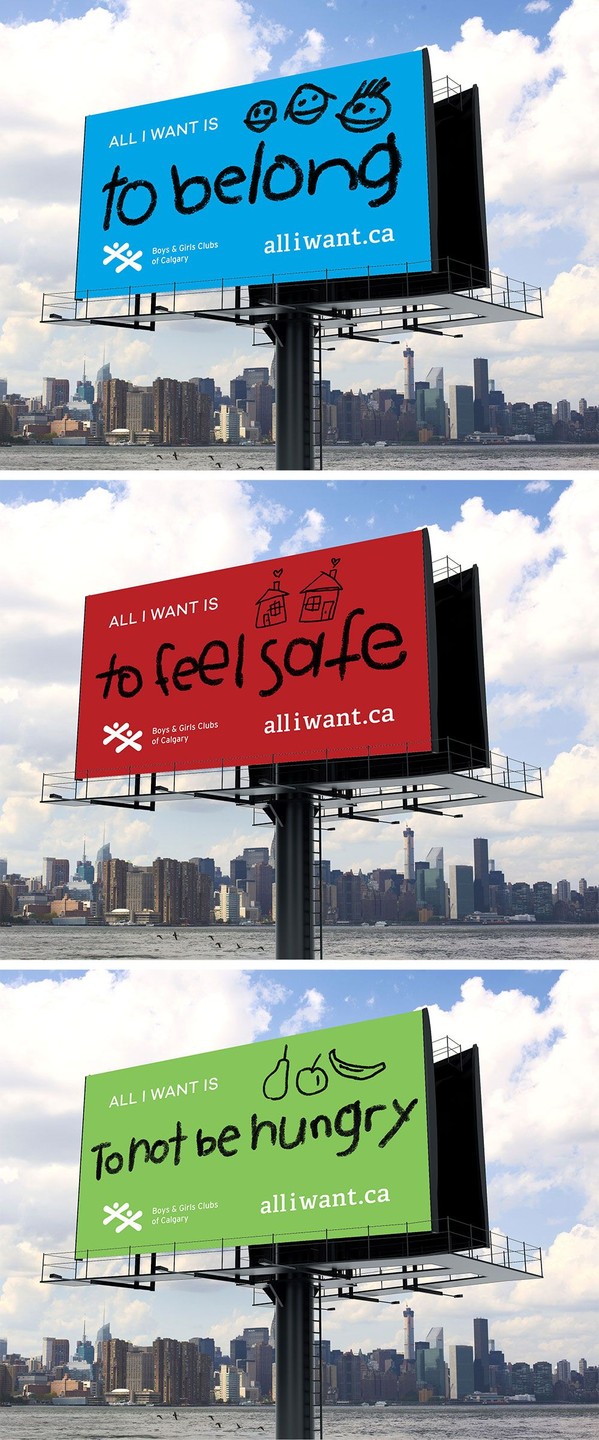 ALL I WANT IS
to belong
Boys & Girls Clubs
of Calgary
alliwant.ca
ALL I WANT IS
to feel safe
Boys & Girls Clubs
of Calgary
alliwant.ca
ALL I WANT IS
To not be hungry
Boys & Girls Clubs
of Calgary
alliwant.ca